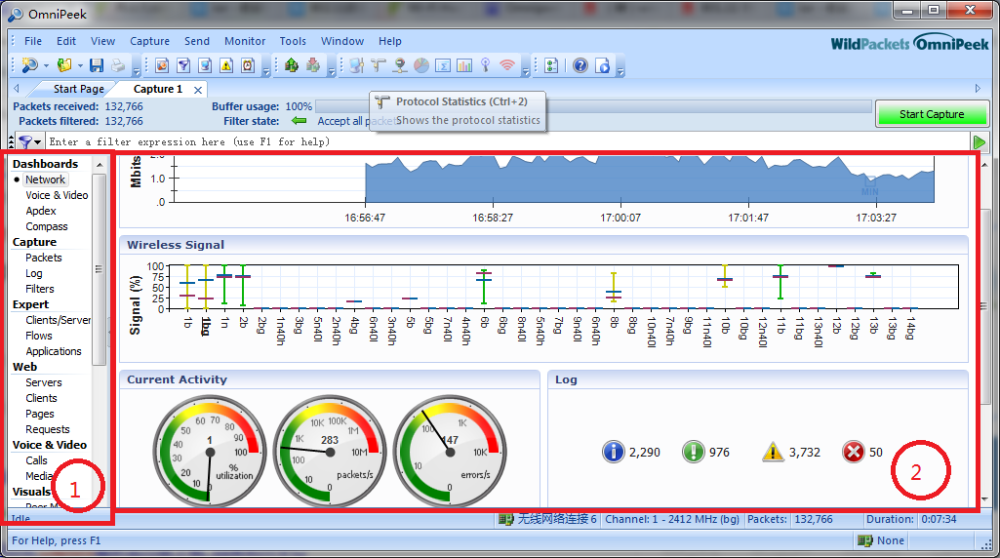 OmniPeek
File Edit View Capture Send Monitor Tools Window Help
WildPackets OmniPeek
Start Page Capture 1
Packets received: 132,766 Buffer usage: 100%
Packets filtered: 132,766 Filter state: Accept all packets
Protocol Statistics (Ctrl+2)
Shows the protocol statistics
Start Capture
Enter a filter expression here (use F1 for help)
Dashboards
Network
Voice & Video
Apdex
Compass
Capture
Packets
Log
Filters
Expert
Clients/Server
Flows
Applications
Web
Servers
Clients
Pages
Requests
Voice & Video
Calls
Media
Visuals
1
Mbits
2.0
1.0
.0
MIN
16:56:47 16:58:27 17:00:07 17:01:47 17:03:27
Wireless Signal
Signal (%)
100
75
50
25
0
1b 1bg 1n 2b 2bg 1n40h 3bg 5n40l 2n40h 4bg 6n40l 3n40h 5b 5bg 7n40l 4n40h 6b 6bg 8n40l 5n40h 7bg 9n40l 6n40h 8b 8bg 10n40l 7n40h 9bg 11n40l 10b 10bg 12n40l 11b 11bg 13n40l 12b 12bg 13b 13bg 14bg
Current Activity
0 10 20 30 40 50 60 70 80 90 100
1
%
utilization
0 10 1K 10K 100K 1M 10M
283
packets/s
0 10 100 1K 10K
147
errors/s
Log
2,290 976 3,732 50
2
Idle
无线网络连接 6 Channel: 1 - 2412 MHz (bg) Packets: 132,766 Duration: 0:07:34
For Help, press F1 None